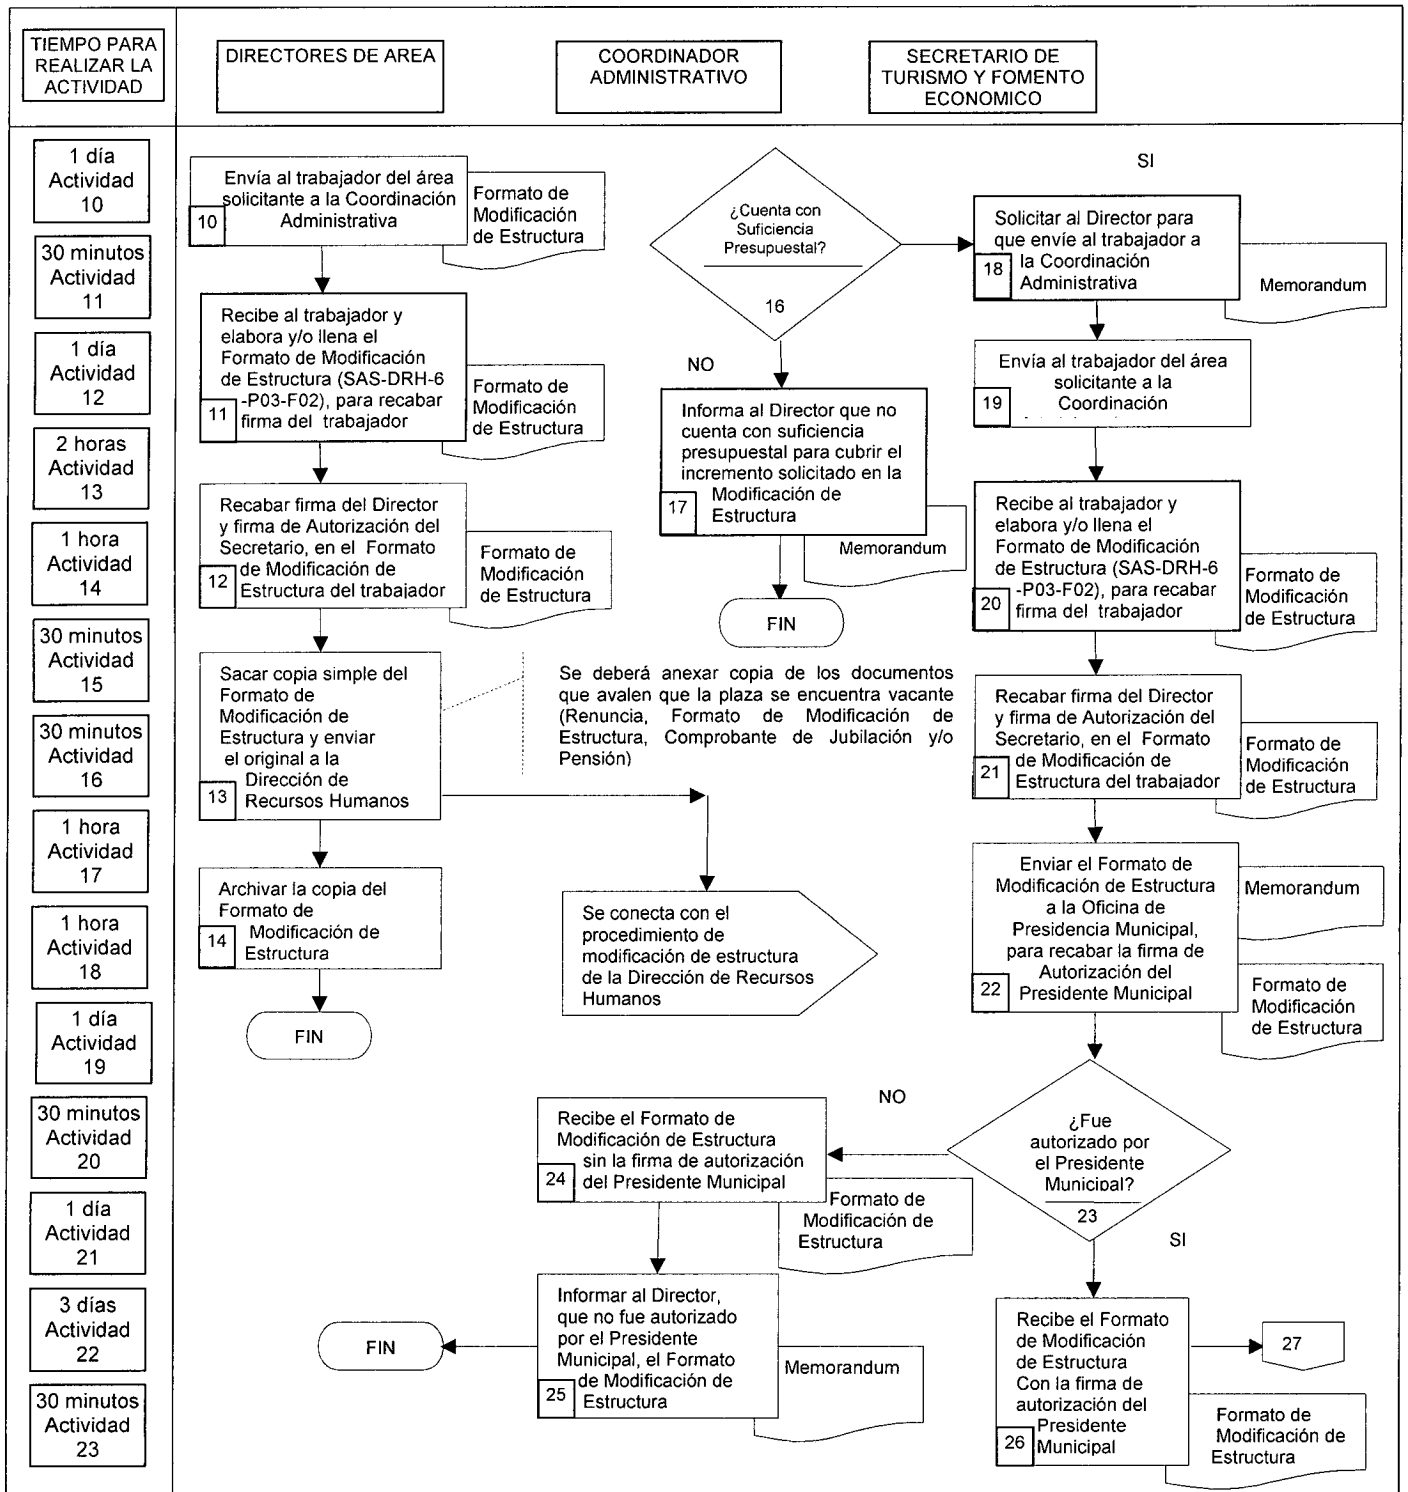 TIEMPO PARA
REALIZAR LA
ACTIVIDAD
DIRECTORES DE AREA
COORDINADOR
ADMINISTRATIVO
SECRETARIO DE
TURISMO Y FOMENTO
ECONOMICO
1 día
Actividad
10
30 minutos
Actividad
11
1 día
Actividad
12
2 horas
Actividad
13
1 hora
Actividad
14
30 minutos
Actividad
15
30 minutos
Actividad
16
1 hora
Actividad
17
1 hora
Actividad
18
1 día
Actividad
19
30 minutos
Actividad
20
1 día
Actividad
21
3 días
Actividad
22
30 minutos
Actividad
23
Envía al trabajador del área
solicitante a la Coordinación
Administrativa
10
Formato de
Modificación
de Estructura
Recibe al trabajador y
elabora y/o llena el
Formato de Modificación
de Estructura (SAS-DRH-6
-P03-F02), para recabar
firma del trabajador
11
Formato de
Modificación
de Estructura
Recabar firma del Director
y firma de Autorización del
Secretario, en el Formato
de Modificación de
Estructura del trabajador
12
Formato de
Modificación
de Estructura
Sacar copia simple del
Formato de
Modificación de
Estructura y enviar
el original a la
Dirección de
Recursos Humanos
13
Se deberá anexar copia de los documentos
que avalen que la plaza se encuentra vacante
(Renuncia, Formato de Modificación de
Estructura, Comprobante de Jubilación y/o
Pensión)
Archivar la copia del
Formato de
Modificación de
Estructura
14
FIN
Se conecta con el
procedimiento de
modificación de estructura
de la Dirección de Recursos
Humanos
¿Cuenta con
Suficiencia
Presupuestal?
16
SI
NO
Informa al Director que no
cuenta con suficiencia
presupuestal para cubrir el
incremento solicitado en la
Modificación de
Estructura
17
Memorandum
FIN
Solicitar al Director para
que envíe al trabajador a
la Coordinación
Administrativa
18
Memorandum
Envía al trabajador del área
solicitante a la
Coordinación
19
Recibe al trabajador y
elabora y/o llena el
Formato de Modificación
de Estructura (SAS-DRH-6
-P03-F02), para recabar
firma del trabajador
20
Formato de
Modificación
de Estructura
Recabar firma del Director
y firma de Autorización del
Secretario, en el Formato
de Modificación de
Estructura del trabajador
21
Formato de
Modificación
de Estructura
Enviar el Formato de
Modificación de Estructura
a la Oficina de
Presidencia Municipal,
para recabar la firma de
Autorización del
Presidente Municipal
22
Memorandum
Formato de
Modificación
de Estructura
¿Fue
autorizado por
el Presidente
Municipal?
23
NO
SI
Recibe el Formato de
Modificación de Estructura
sin la firma de autorización
del Presidente Municipal
24
Formato de
Modificación de
Estructura
Informar al Director,
que no fue autorizado
por el Presidente
Municipal, el Formato
de Modificación de
Estructura
25
Memorandum
FIN
Recibe el Formato
de Modificación
de Estructura
Con la firma de
autorización del
Presidente
Municipal
26
27
Formato de
Modificación de
Estructura